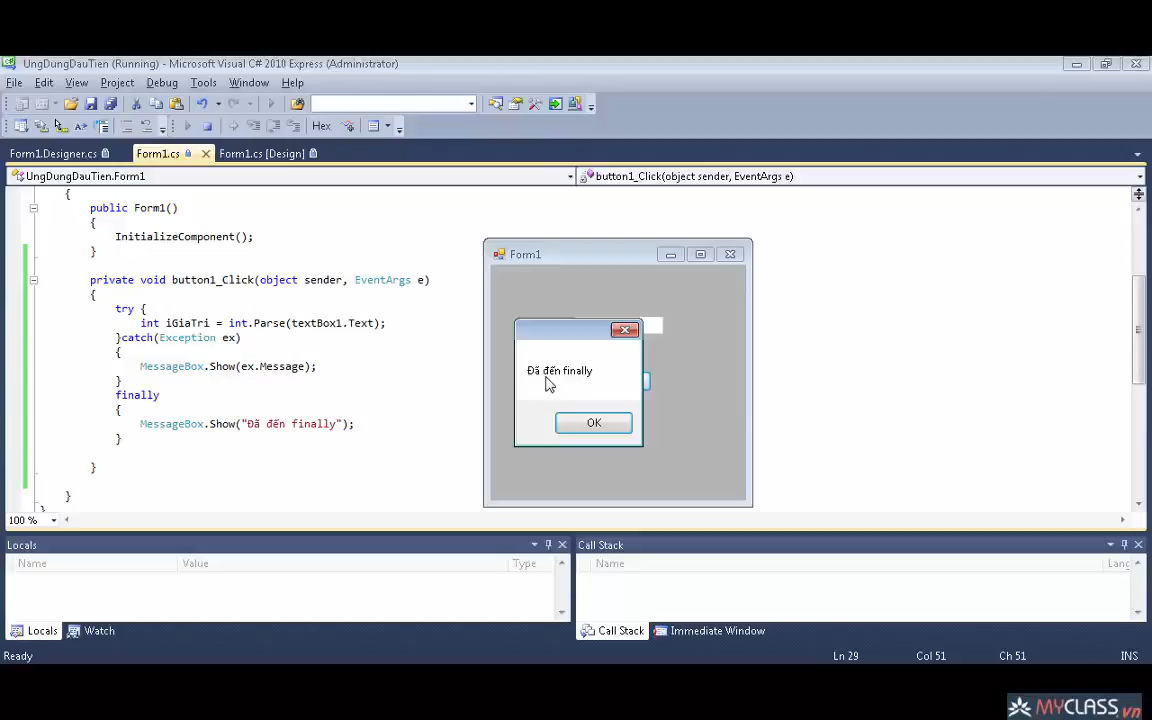 UngDungDauTien (Running) - Microsoft Visual C# 2010 Express (Administrator)
File Edit View Project Debug Tools Window Help
Hex
Form1.Designer.cs Form1.cs Form1.cs [Design]
UngDungDauTien.Form1 button1_Click(object sender, EventArgs e)
{
public Form1()
{
InitializeComponent();
}
private void button1_Click(object sender, EventArgs e)
{
try {
int iGiaTri = int.Parse(textBox1.Text);
}catch(Exception ex)
{
MessageBox.Show(ex.Message);
}
finally
{
MessageBox.Show("Đã đến finally");
}
}
}
}
Form1
Đã đến finally
OK
100 %
Locals
Name Value Type
Call Stack
Name Lang
Locals Watch
Call Stack Immediate Window
Ready Ln 29 Col 51 Ch 51 INS
MYCLASS.vn